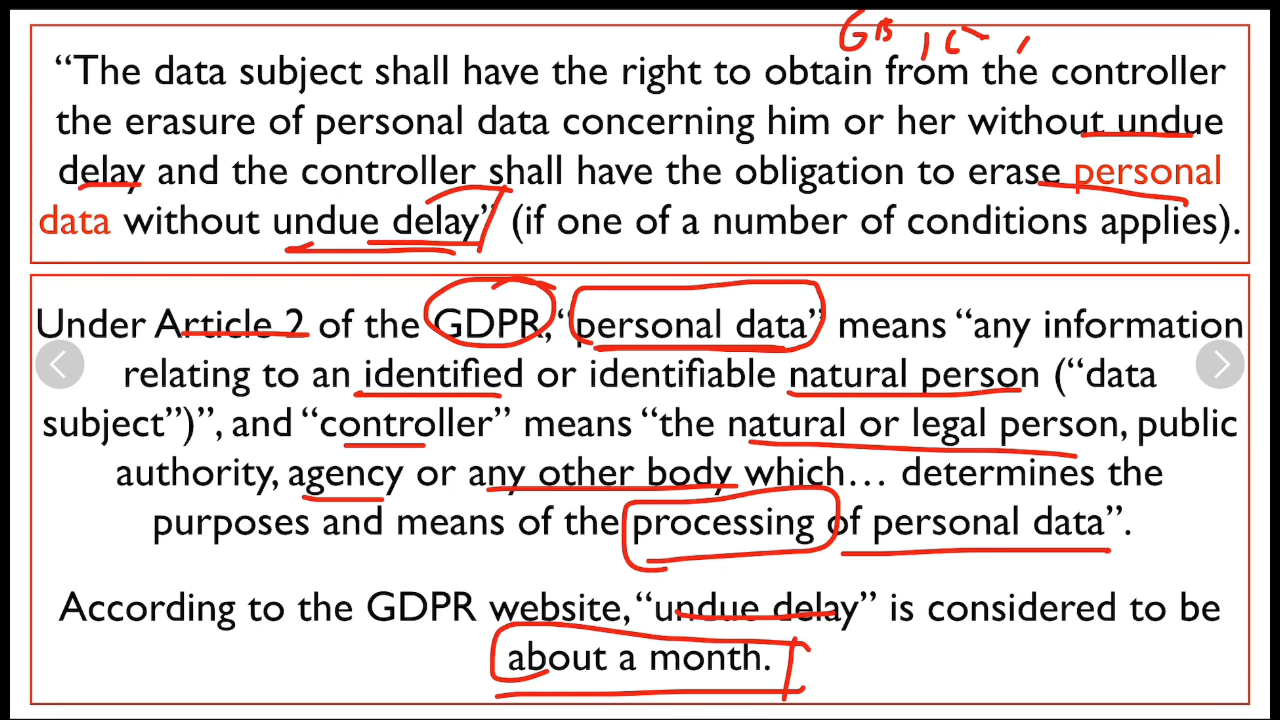 “The data subject shall have the right to obtain from the controller
the erasure of personal data concerning him or her without undue
delay and the controller shall have the obligation to erase personal
data without undue delay” (if one of a number of conditions applies).
Under Article 2 of the GDPR, “personal data” means “any information
relating to an identified or identifiable natural person (“data
subject”)”, and “controller” means “the natural or legal person, public
authority, agency or any other body which… determines the
purposes and means of the processing of personal data”.
According to the GDPR website, “undue delay” is considered to be
about a month.